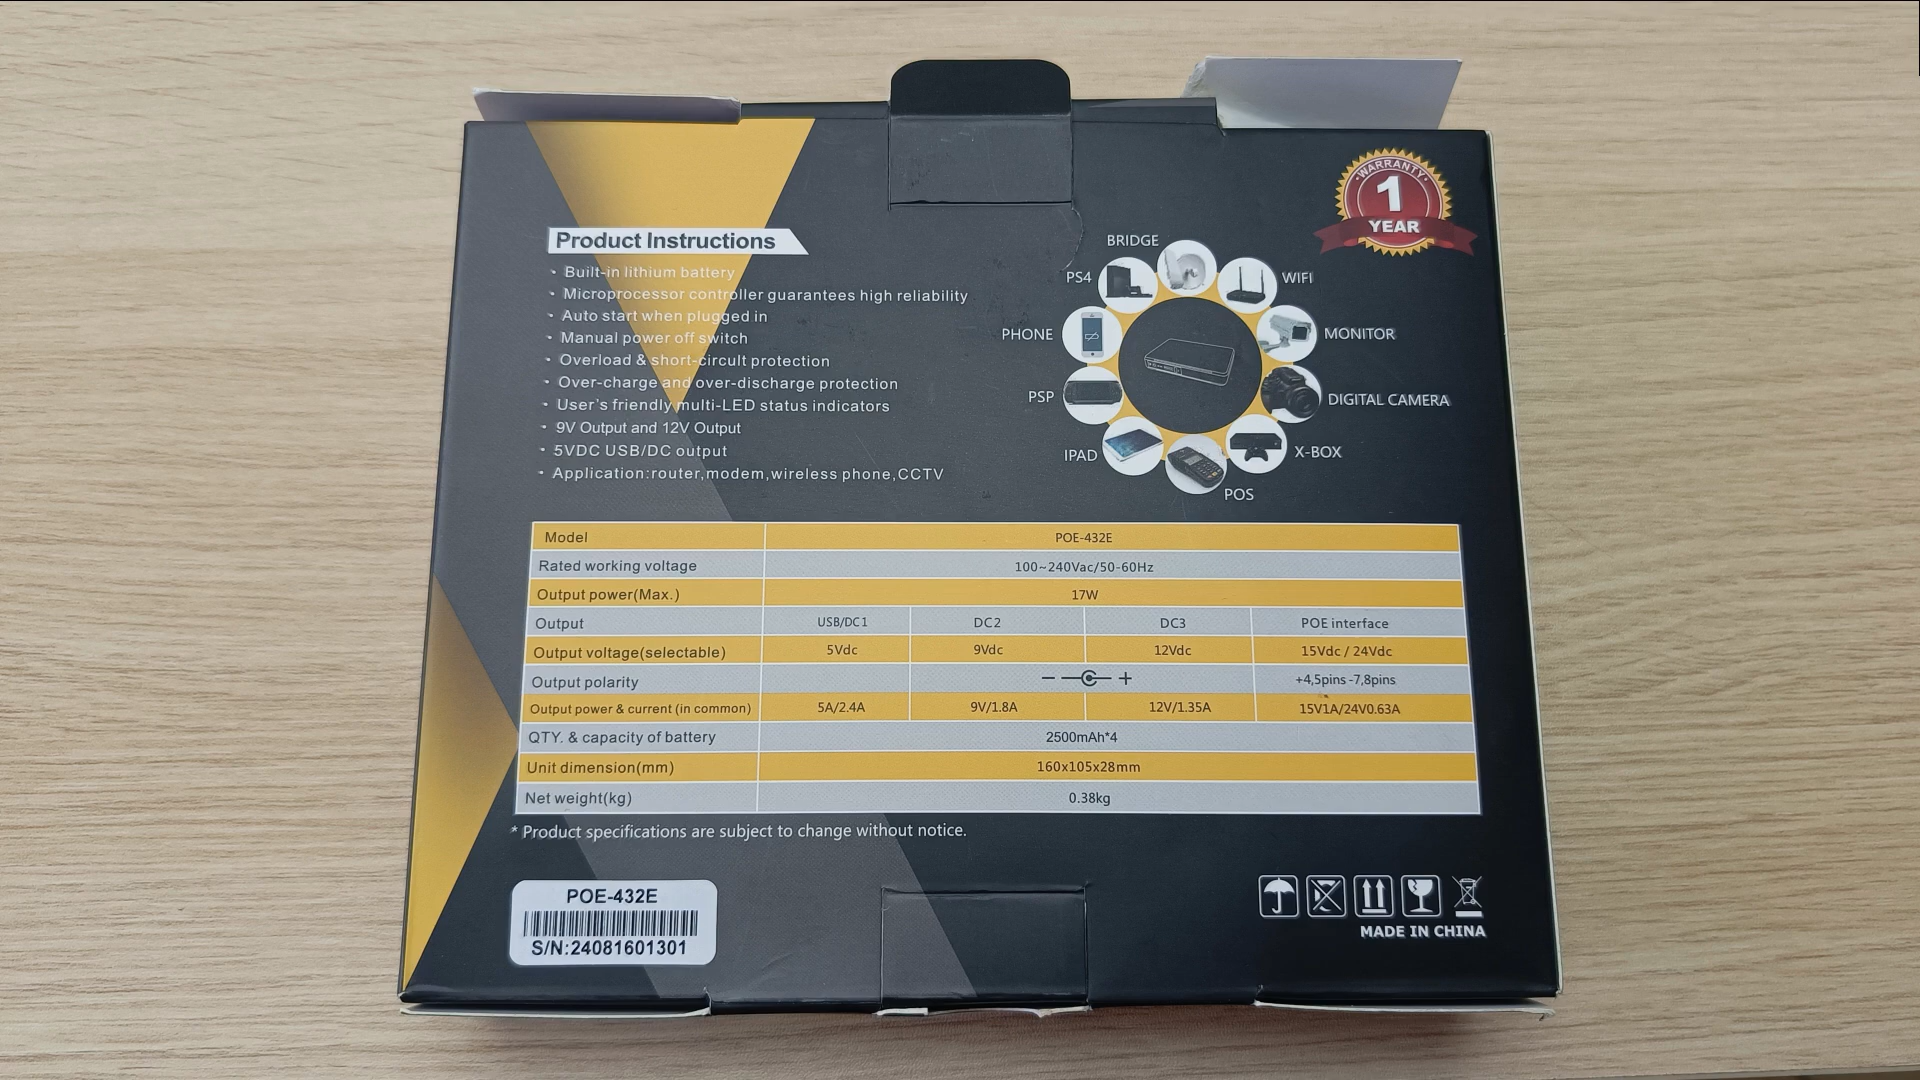 WARRANTY
1
YEAR
Product Instructions
· Built-in lithium battery
· Microprocessor controller guarantees high reliability
· Auto start when plugged in
· Manual power off switch
· Overload & short-circult protection
· Over-charge and over-discharge protection
· User's friendly multi-LED status indicators
· 9V Output and 12V Output
· 5VDC USB/DC output
· Application:router,modem,wireless phone,CCTV
BRIDGE
PS4
WIFI
PHONE
MONITOR
PSP
DIGITAL CAMERA
IPAD
X-BOX
POS
Model POE-432E
Rated working voltage 100~240Vac/50-60Hz
Output power(Max.) 17W
Output USB/DC1 DC2 DC3 POE interface
Output voltage(selectable) 5Vdc 9Vdc 12Vdc 15Vdc / 24Vdc
Output polarity − + +4,5pins -7,8pins
Output power & current (in common) 5A/2.4A 9V/1.8A 12V/1.35A 15V1A/24V0.63A
QTY. & capacity of battery 2500mAh*4
Unit dimension(mm) 160x105x28mm
Net weight(kg) 0.38kg
* Product specifications are subject to change without notice.
POE-432E
S/N:24081601301
MADE IN CHINA